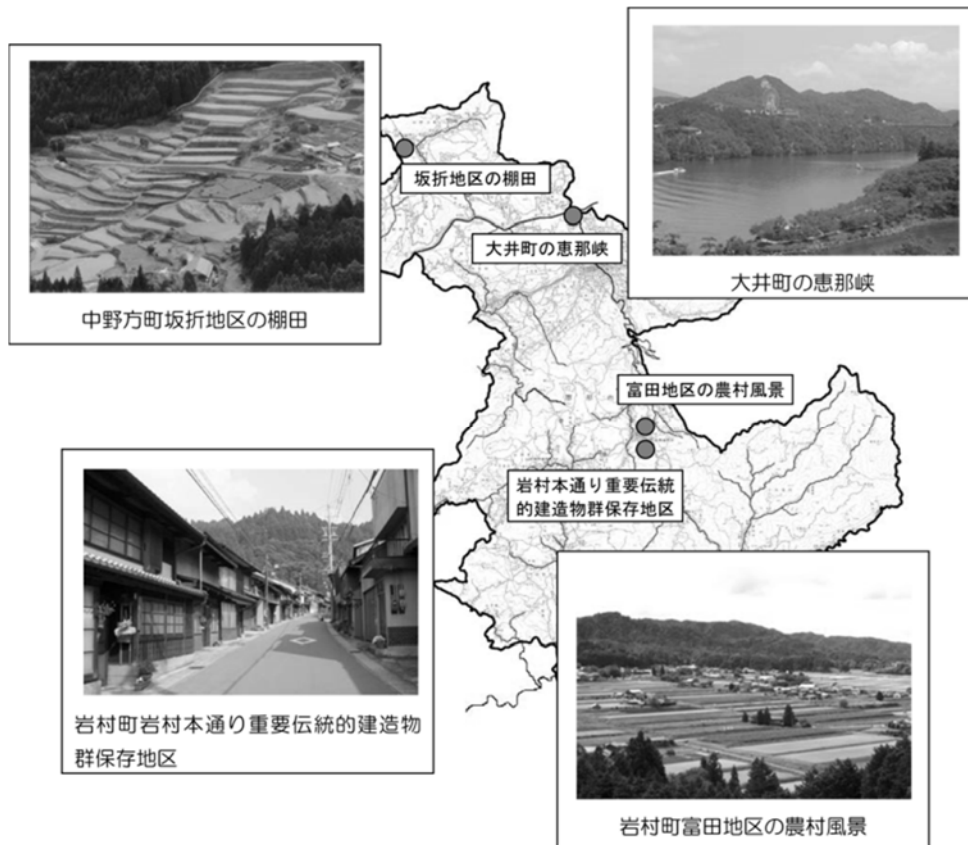 坂折地区の棚田
大井町の恵那峡
中野方町坂折地区の棚田
大井町の恵那峡
富田地区の農村風景
岩村本通り重要伝統
的建造物群保存地区
岩村町岩村本通り重要伝統的建造物
群保存地区
岩村町富田地区の農村風景